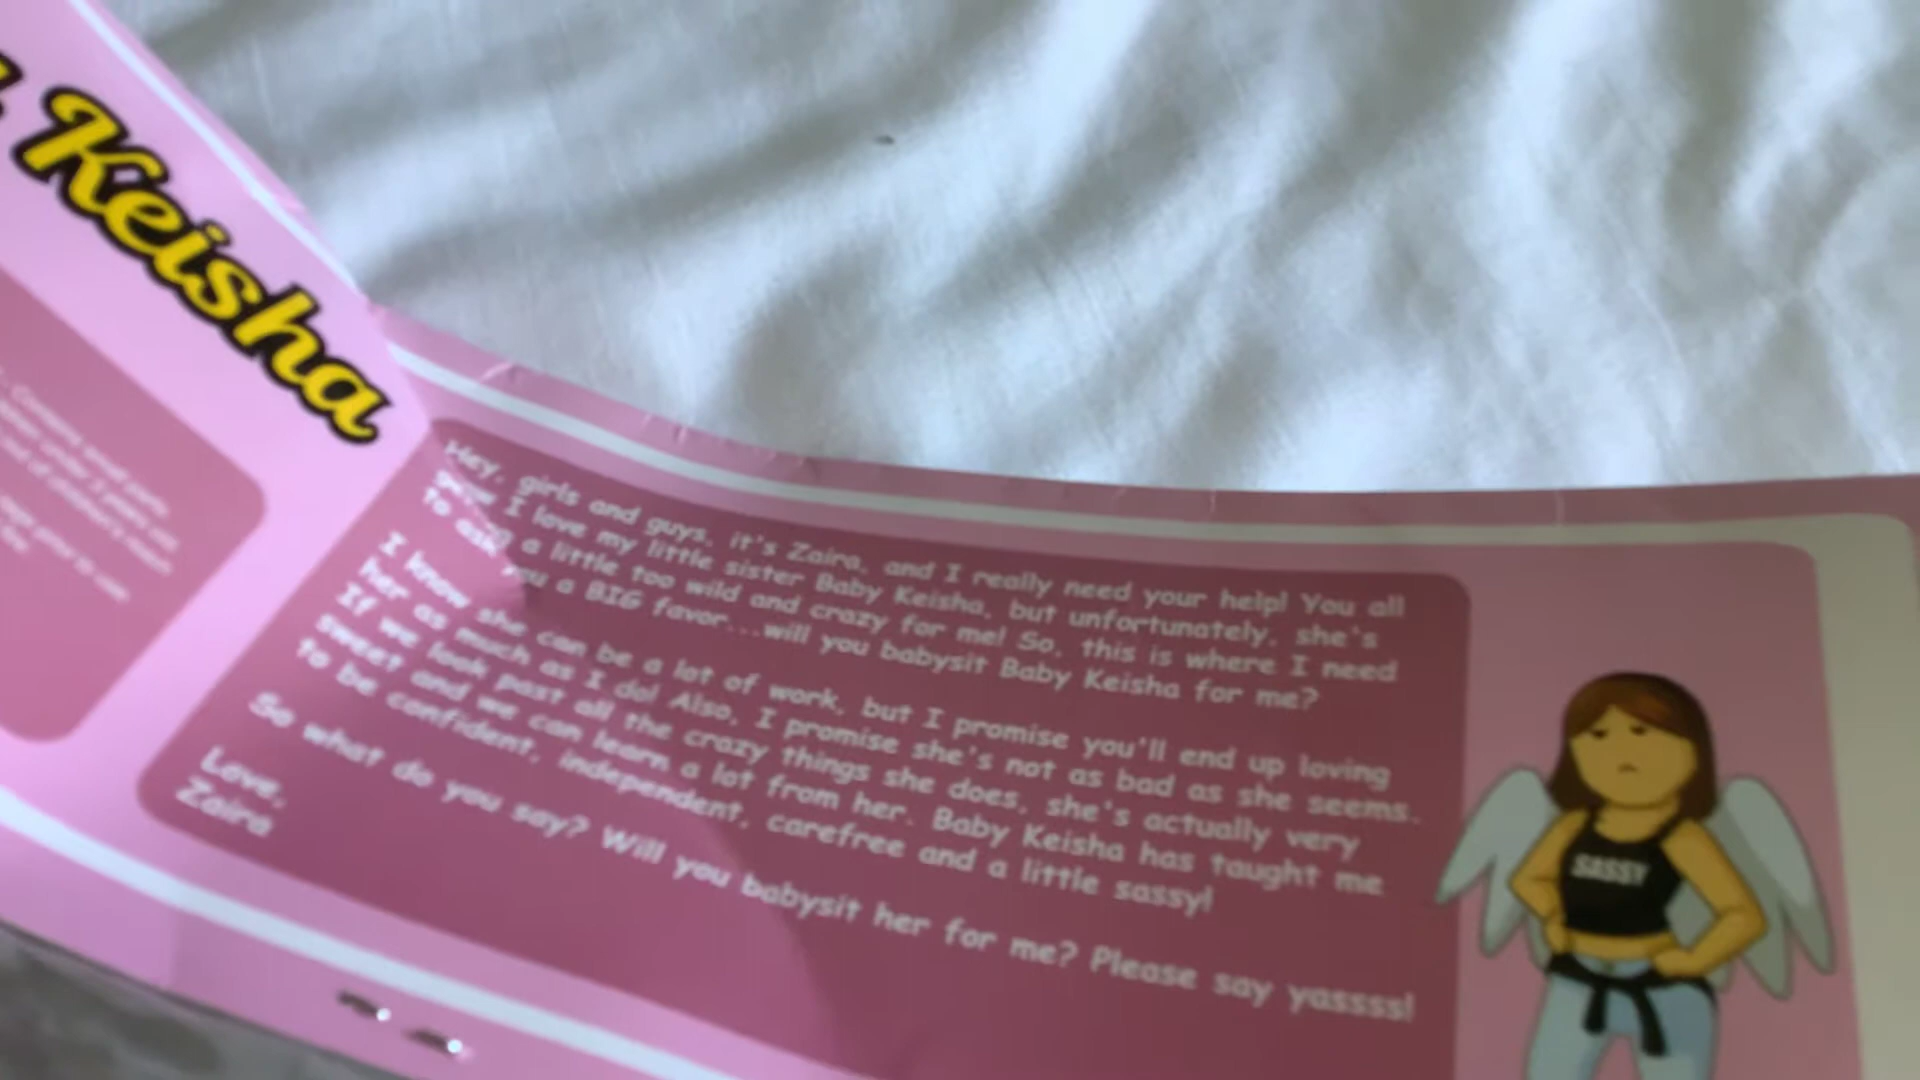 Keisha
Contains small parts.
Hey, girls and guys, it's Zaira, and I really need your help! You all
I love my little sister Baby Keisha, but unfortunately, she's
a little too wild and crazy for me! So, this is where I need
to ask you a BIG favor...will you babysit Baby Keisha for me?
I know she can be a lot of work, but I promise you'll end up loving
her as much as I do! Also, I promise she's not as bad as she seems.
If we look past all the crazy things she does, she's actually very
sweet and we can learn a lot from her. Baby Keisha has taught me
to be confident, independent, carefree and a little sassy!
So what do you say? Will you babysit her for me? Please say yassss!
Love,
Zaira
SASSY